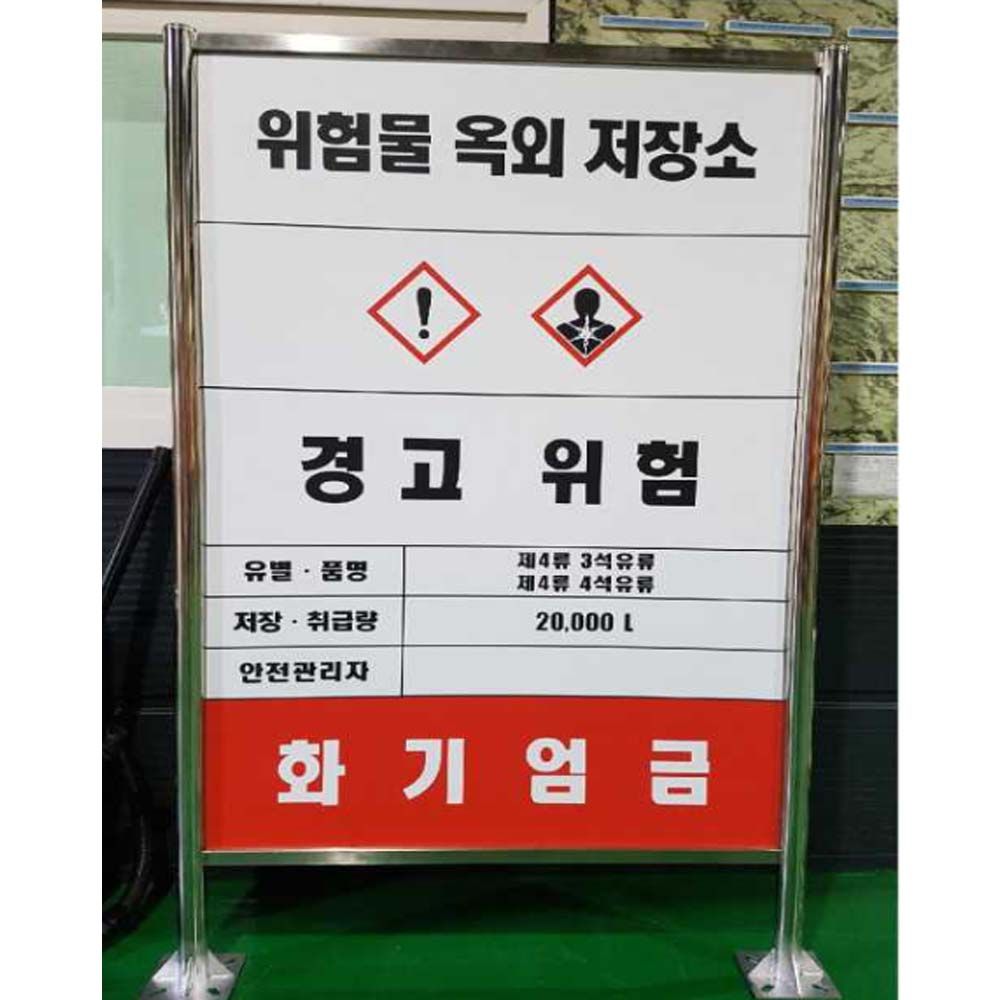 위험물 옥외 저장소
경고 위험
유별 · 품명
제4류 3석유류
제4류 4석유류
저장 · 취급량
20,000 L
안전관리자
화기엄금